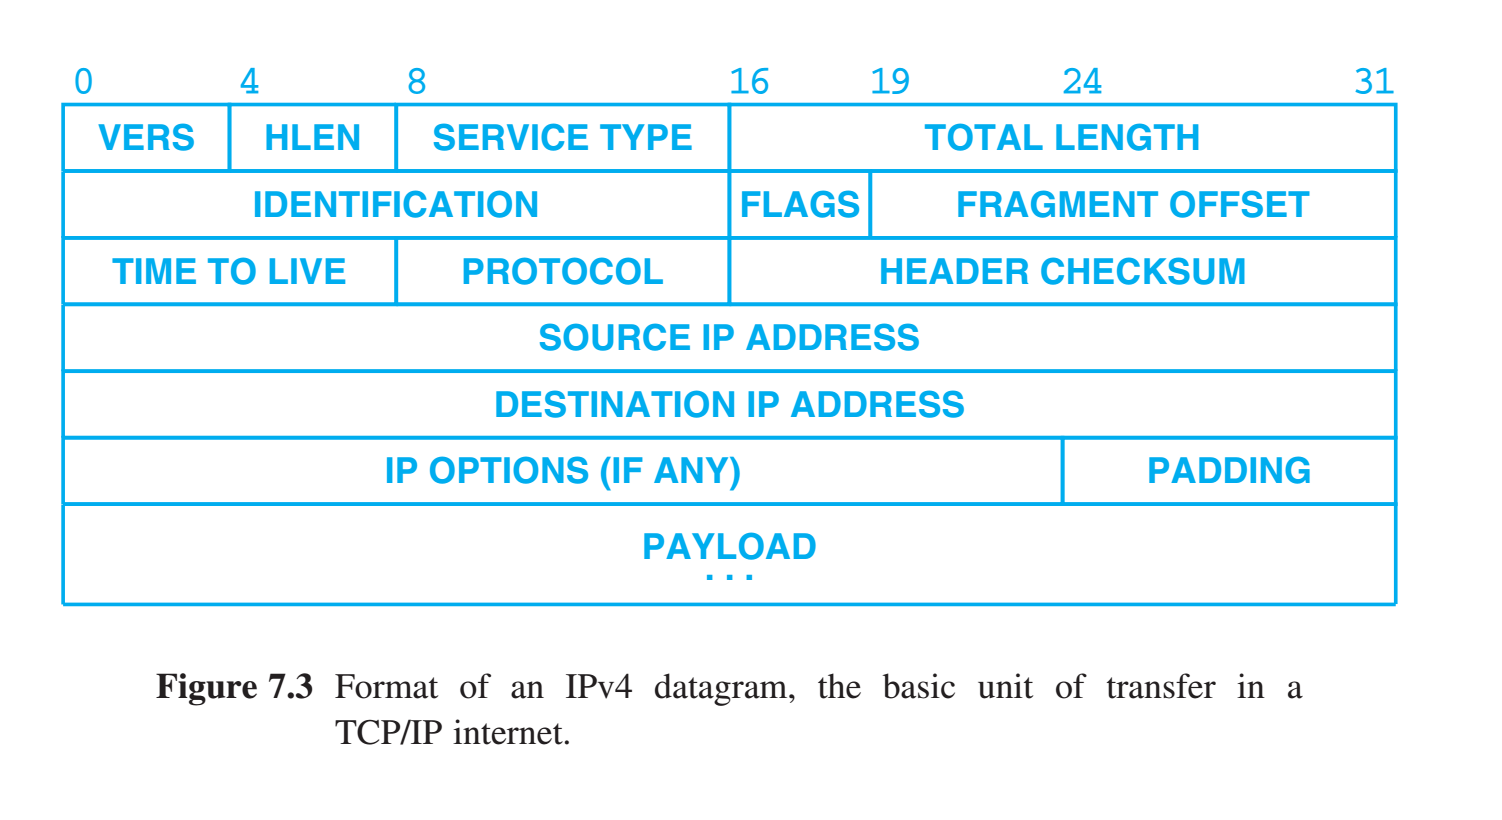 0 4 8 16 19 24 31
VERS HLEN SERVICE TYPE TOTAL LENGTH
IDENTIFICATION FLAGS FRAGMENT OFFSET
TIME TO LIVE PROTOCOL HEADER CHECKSUM
SOURCE IP ADDRESS
DESTINATION IP ADDRESS
IP OPTIONS (IF ANY) PADDING
PAYLOAD
. . .
Figure 7.3 Format of an IPv4 datagram, the basic unit of transfer in a
TCP/IP internet.